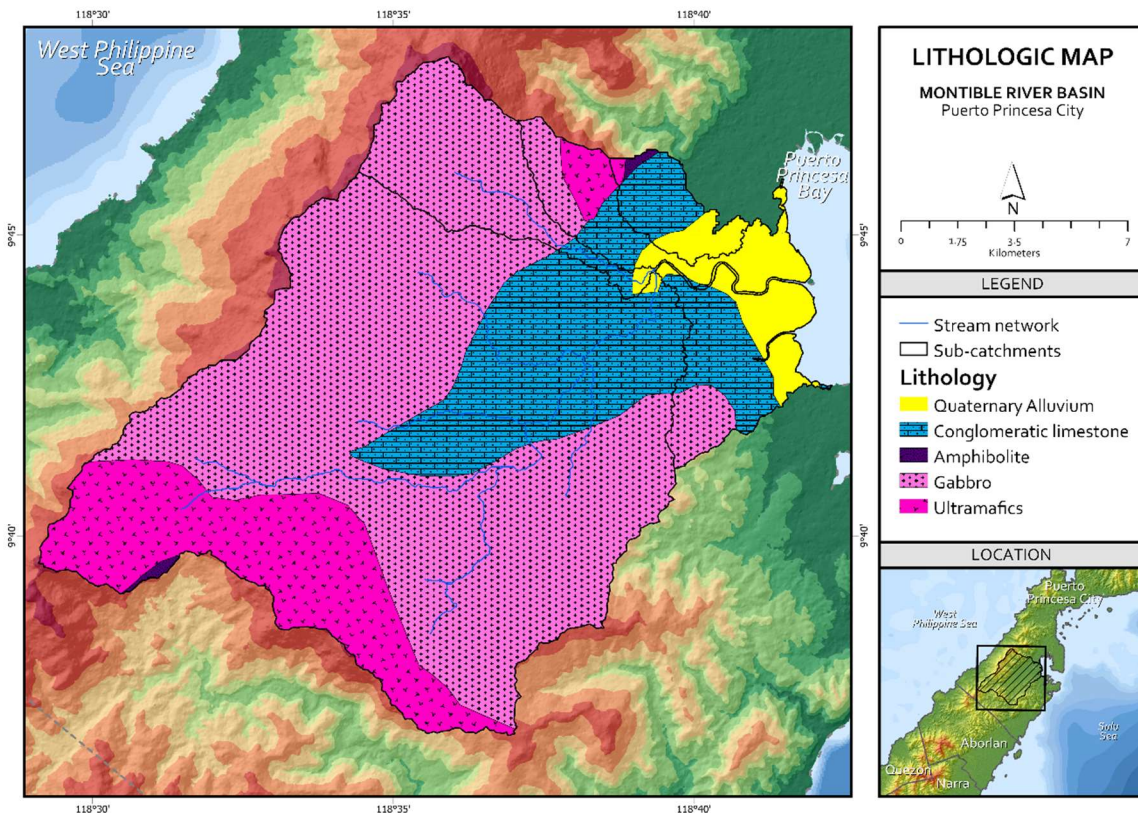 118°30'
118°35'
118°40'
West Philippine
Sea
Puerto
Princesa
Bay
9°45'
9°45'
9°40'
9°40'
118°30'
118°35'
118°40'
LITHOLOGIC MAP
MONTIBLE RIVER BASIN
Puerto Princesa City
N
0 1.75 3.5 7
Kilometers
LEGEND
Stream network
Sub-catchments
Lithology
Quaternary Alluvium
Conglomeratic limestone
Amphibolite
Gabbro
Ultramafics
LOCATION
Puerto
Princesa City
West
Philippine Sea
Sulu
Sea
Aborlan
Quezon
Narra